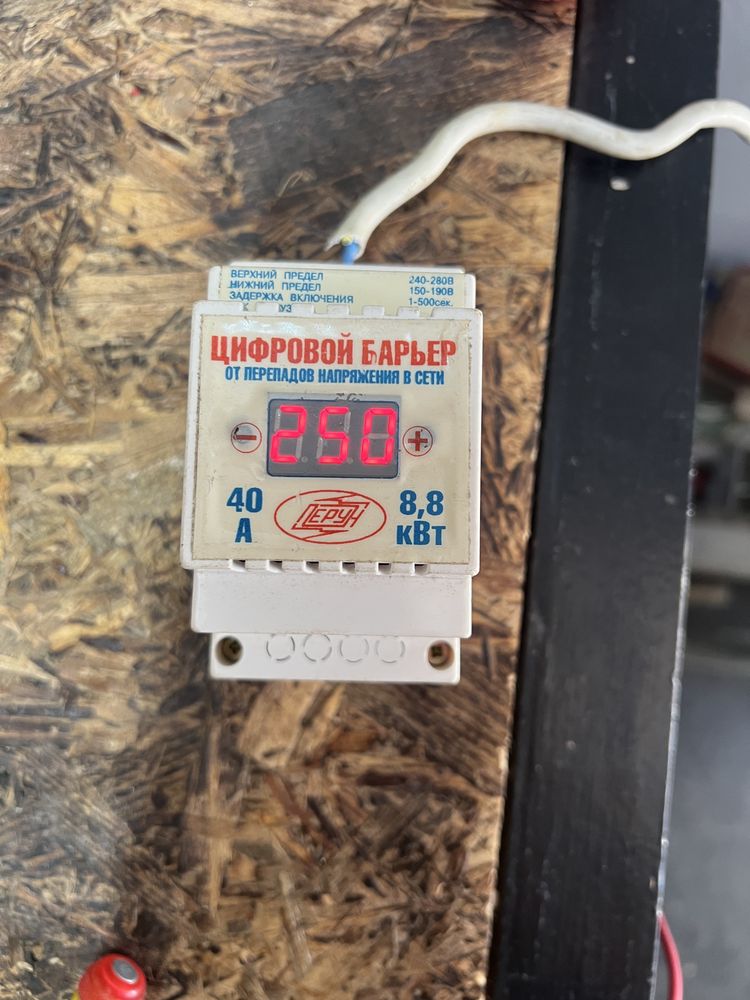 ВЕРХНИЙ ПРЕДЕЛ 240-280В
НИЖНИЙ ПРЕДЕЛ 150-190В
ЗАДЕРЖКА ВКЛЮЧЕНИЯ 1-500сек.
ЦИФРОВОЙ БАРЬЕР
ОТ ПЕРЕПАДОВ НАПРЯЖЕНИЯ В СЕТИ
- 250 +
40 А
ПЕРУН
8,8 кВт